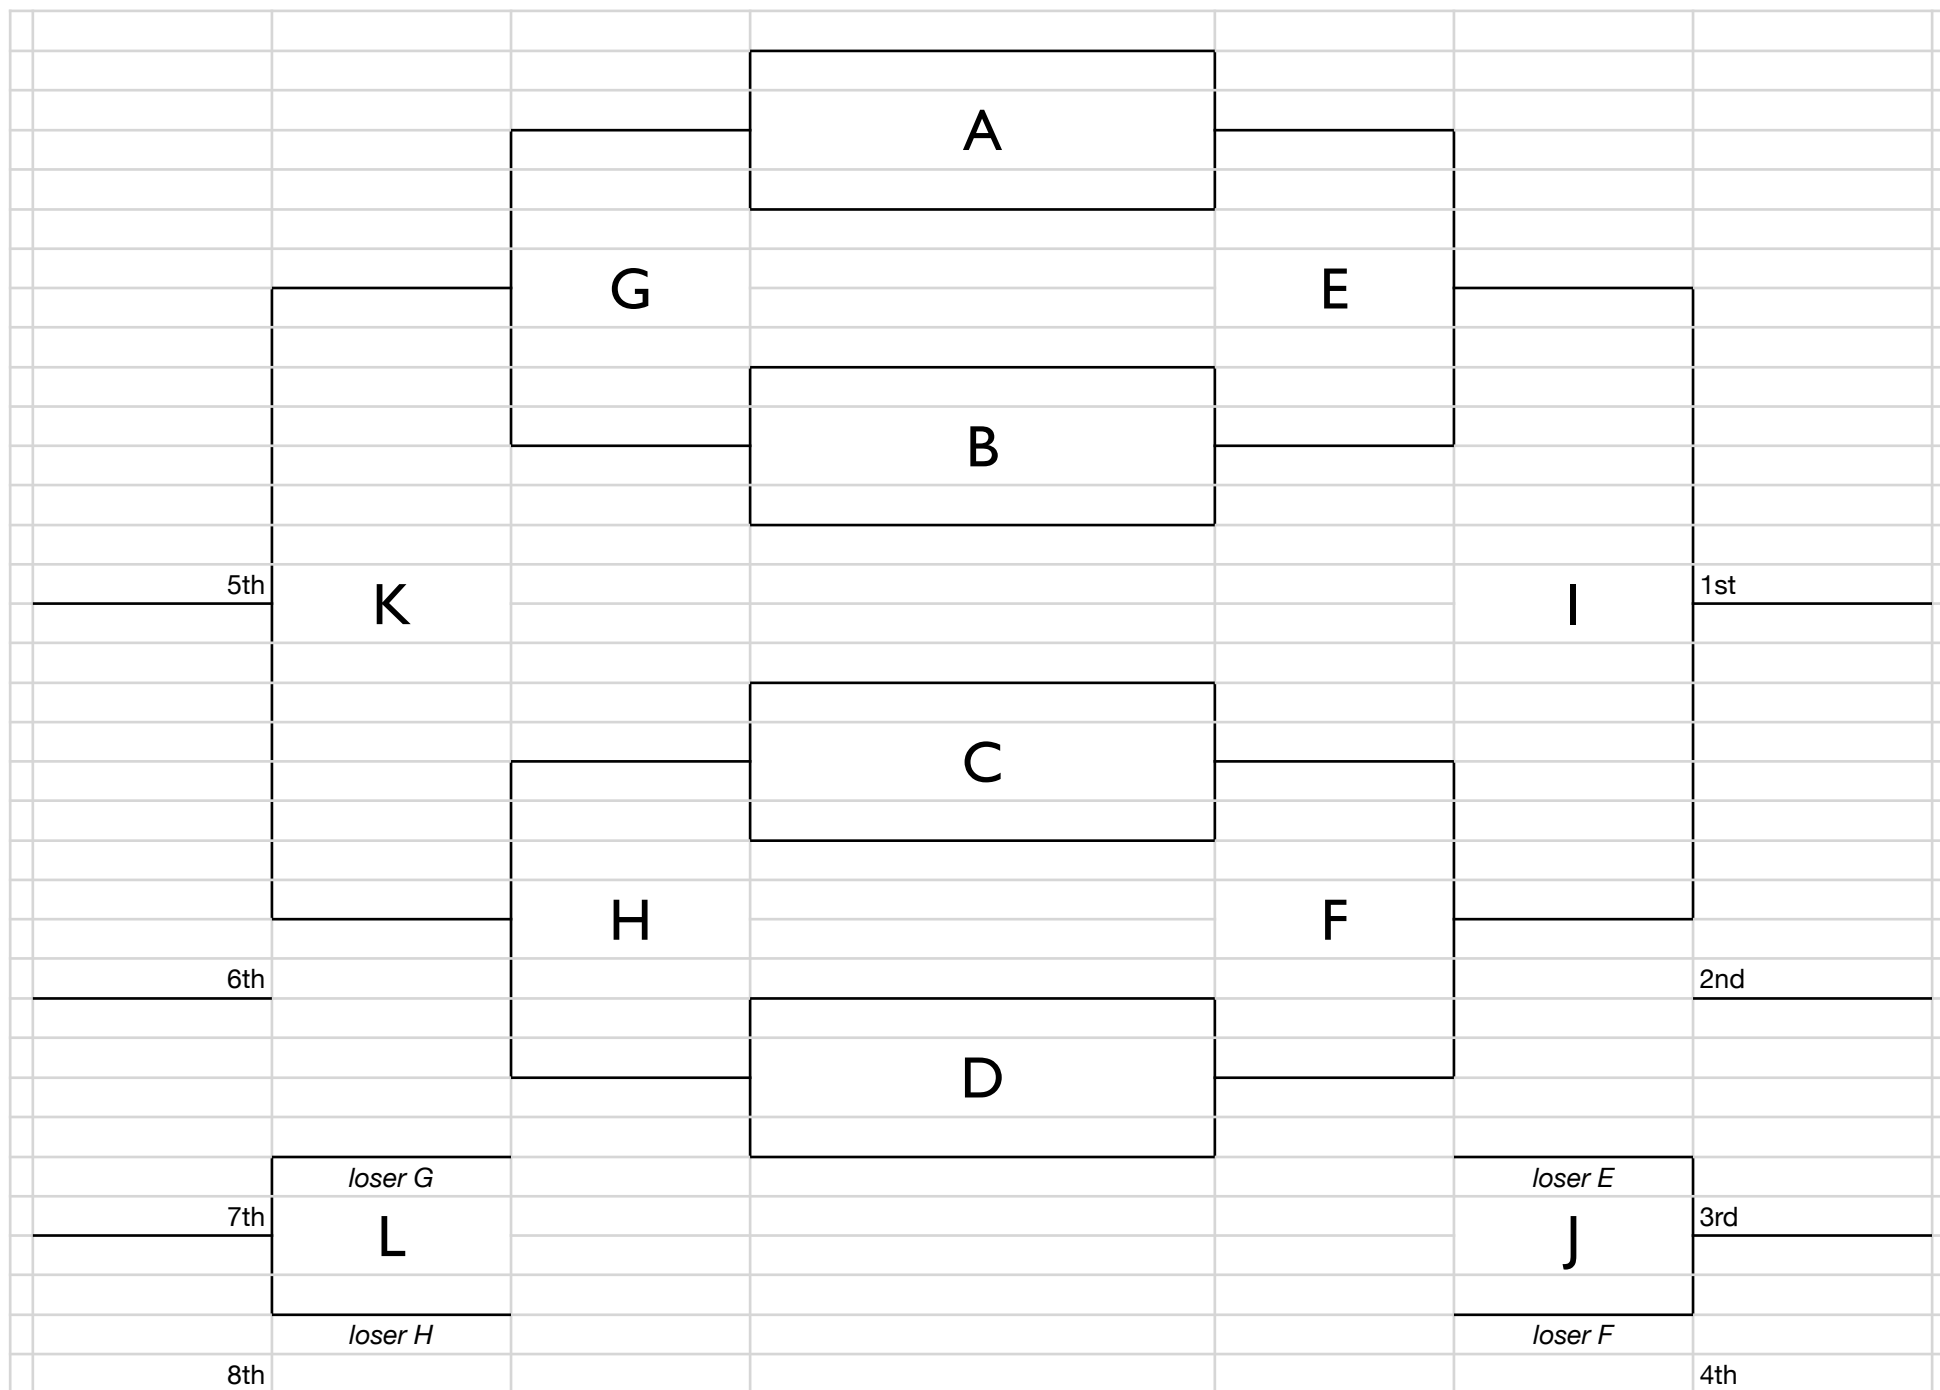 A
G
E
B
5th
K
I
1st
C
H
F
6th
2nd
D
loser G
loser E
7th
L
J
3rd
loser H
loser F
8th
4th